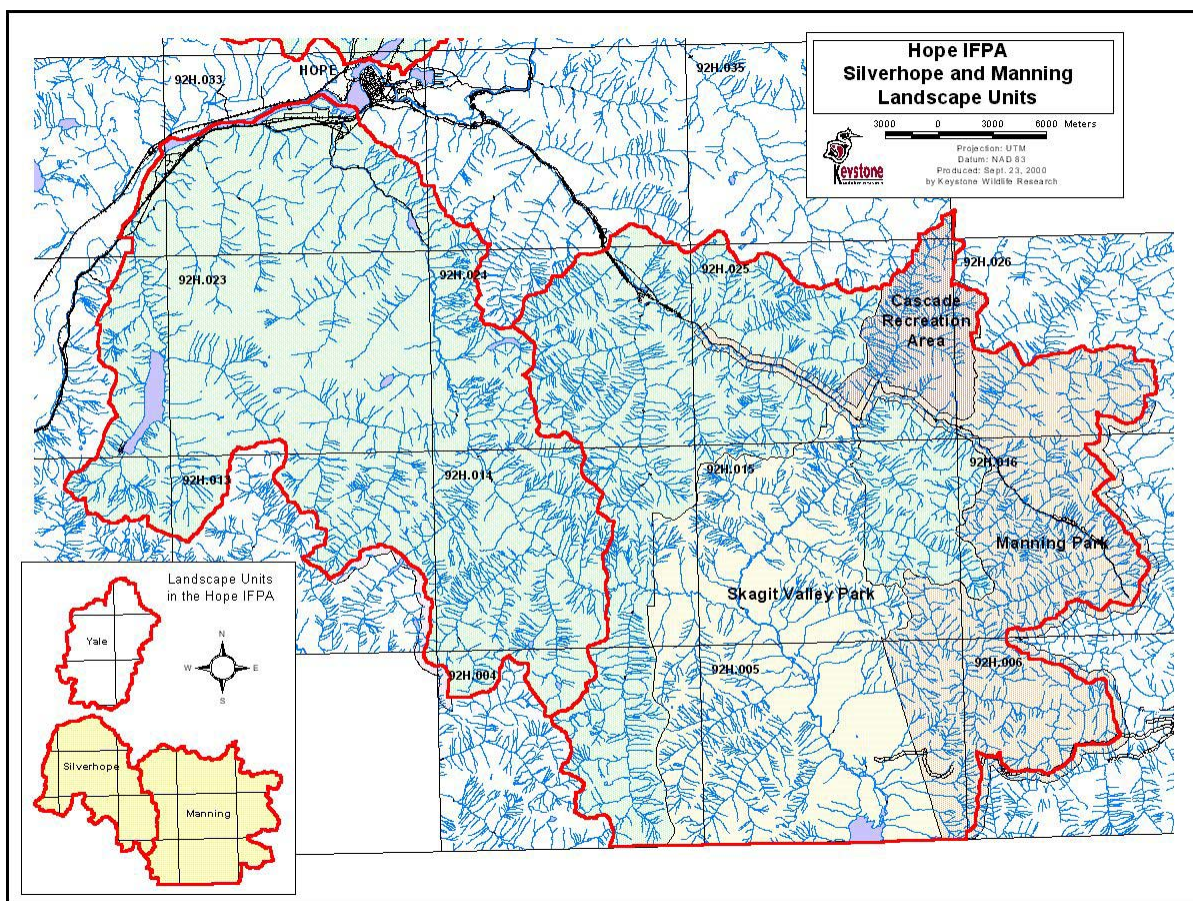 Hope IFPA
Silverhope and Manning
Landscape Units
3000 0 3000 6000 Meters
Projection: UTM
Datum: NAD 83
Produced: Sept. 23, 2000
by Keystone Wildlife Research
Keystone
92H.033
HOPE
92H.035
92H.023
92H.024
92H.025
92H.026
Cascade
Recreation
Area
92H.013
92H.014
92H.015
92H.016
Manning Park
Skagit Valley Park
92H.004
92H.005
92H.006
Landscape Units
in the Hope IFPA
Yale
N
W E
S
Silverhope
Manning